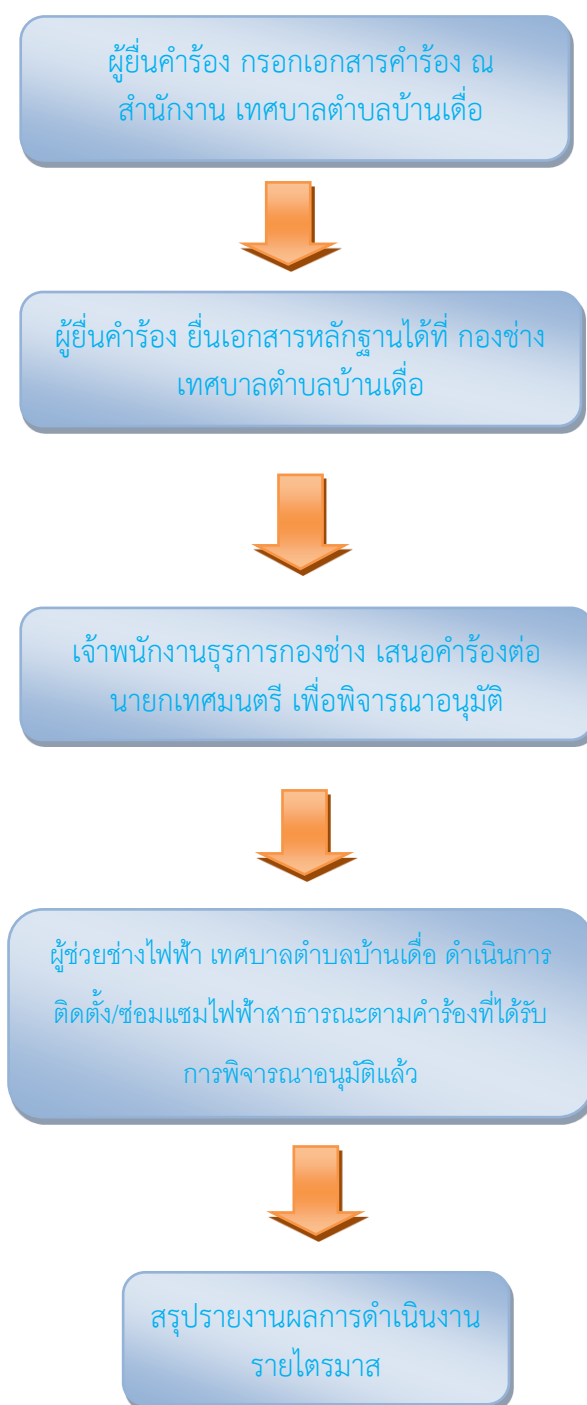 ผู้ยื่นคำร้อง กรอกเอกสารคำร้อง ณ
สำนักงาน เทศบาลตำบลบ้านเดื่อ
ผู้ยื่นคำร้อง ยื่นเอกสารหลักฐานได้ที่ กองช่าง
เทศบาลตำบลบ้านเดื่อ
เจ้าพนักงานธุรการกองช่าง เสนอคำร้องต่อ
นายกเทศมนตรี เพื่อพิจารณาอนุมัติ
ผู้ช่วยช่างไฟฟ้า เทศบาลตำบลบ้านเดื่อ ดำเนินการ
ติดตั้ง/ซ่อมแซมไฟฟ้าสาธารณะตามคำร้องที่ได้รับ
การพิจารณาอนุมัติแล้ว
สรุปรายงานผลการดำเนินงาน
รายไตรมาส